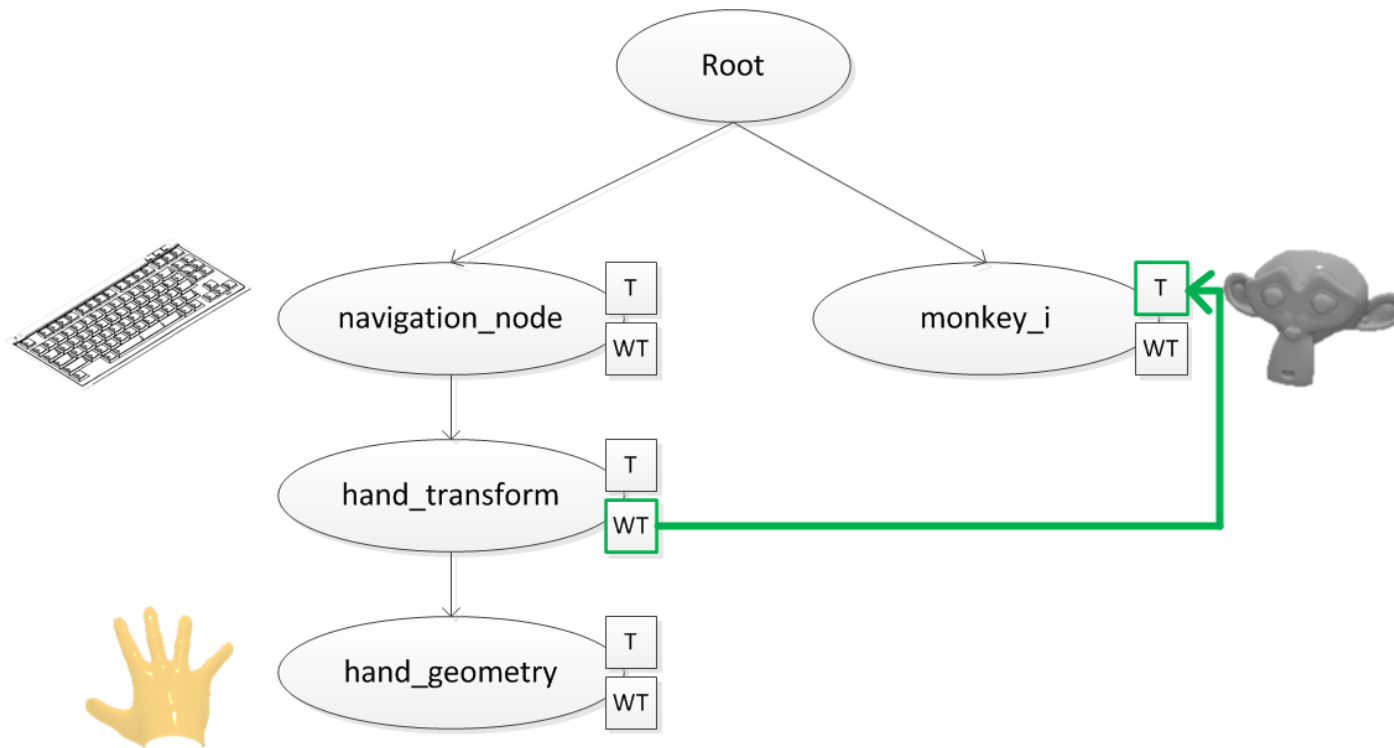 Root
navigation_node
T
WT
monkey_i
T
WT
hand_transform
T
WT
hand_geometry
T
WT